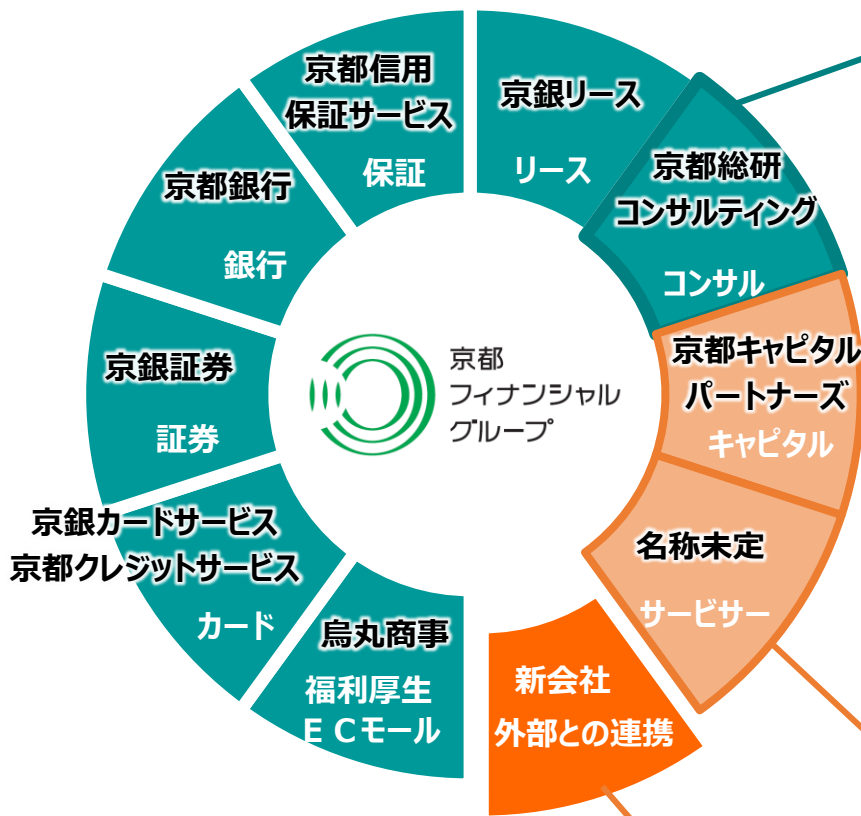 京都信用
保証サービス
保証
京銀リース
リース
京都総研
コンサルティング
コンサル
京都キャピタル
パートナーズ
キャピタル
名称未定
サービサー
新会社
外部との連携
烏丸商事
福利厚生
ECモール
京銀カードサービス
京都クレジットサービス
カード
京銀証券
証券
京都銀行
銀行
京都
フィナンシャル
グループ